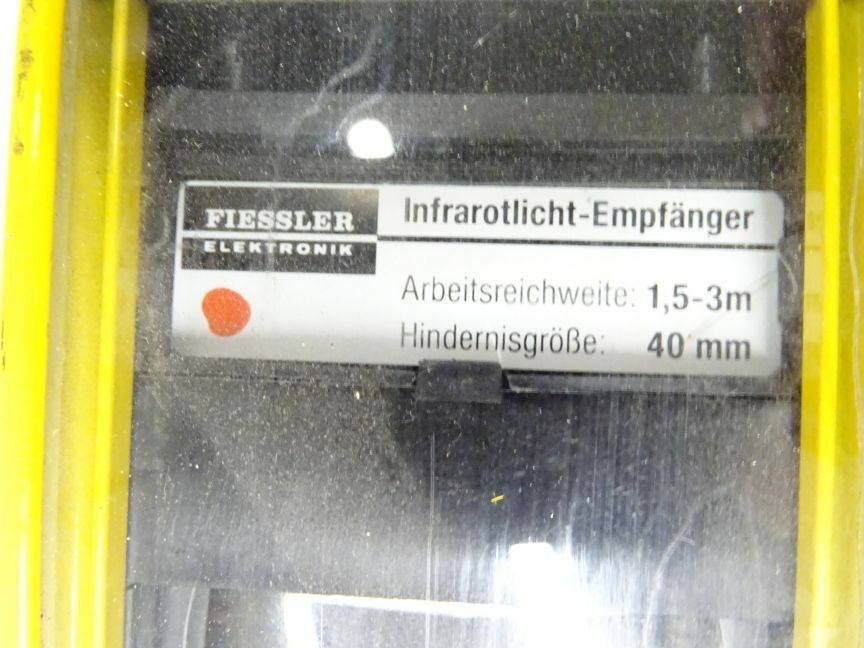 FIESSLER
ELEKTRONIK
Infrarotlicht-Empfänger
Arbeitsreichweite: 1,5-3m
Hindernisgröße: 40 mm